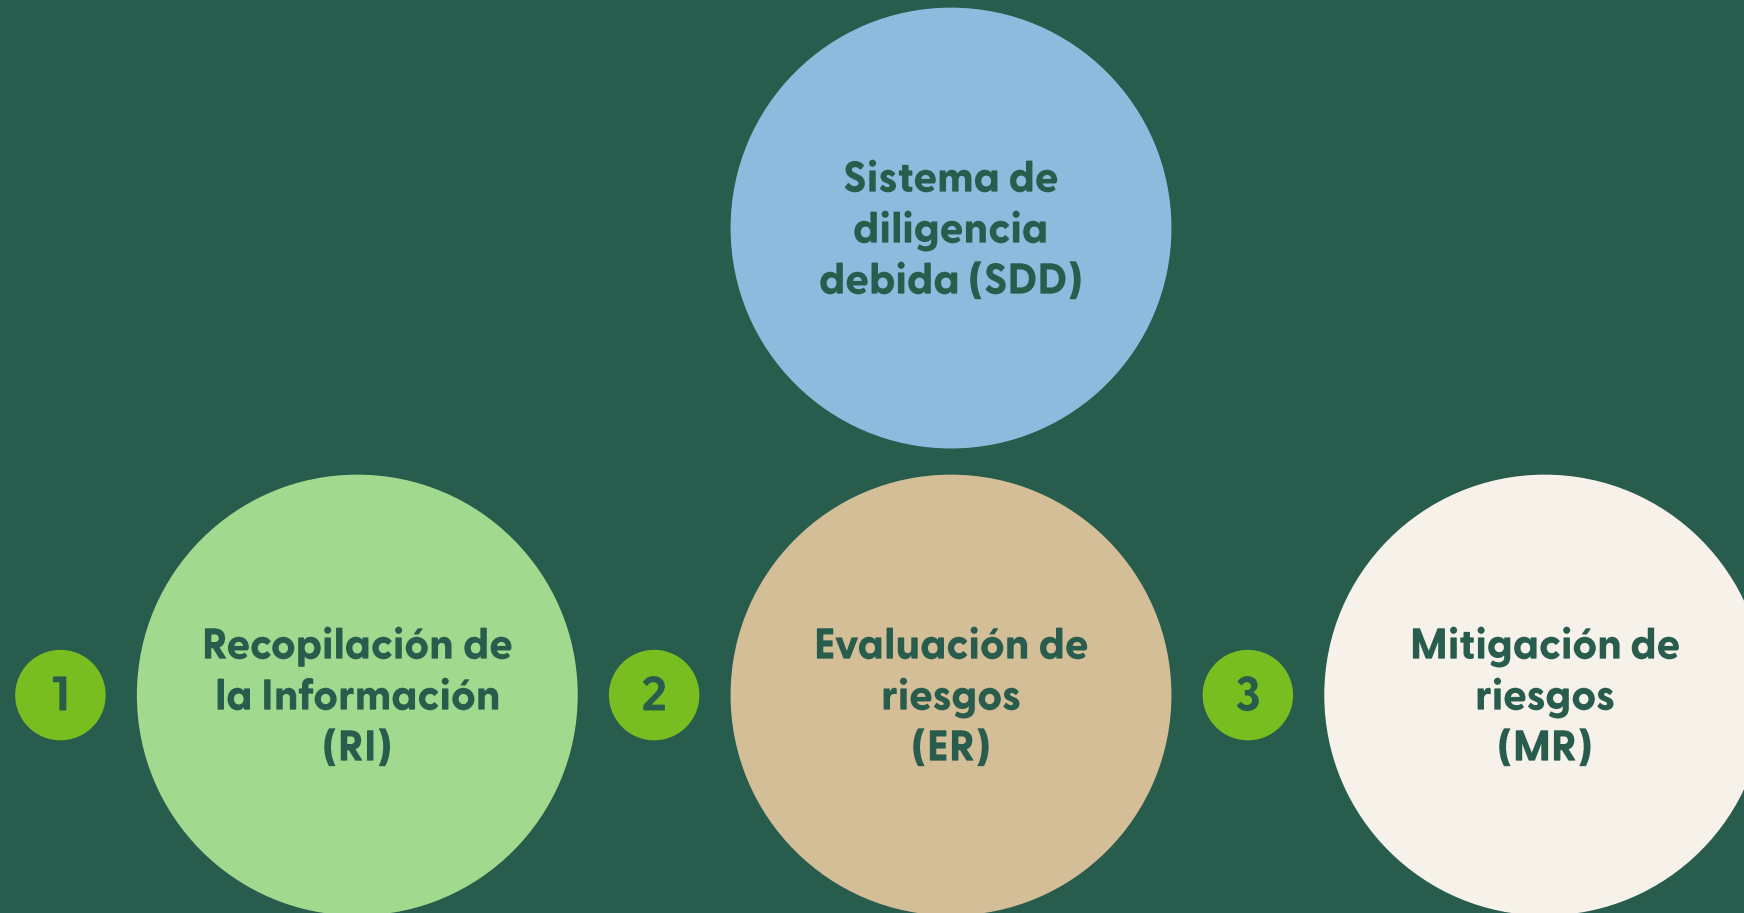 Sistema de
diligencia
debida (SDD)
1
Recopilación de
la Información
(RI)
2
Evaluación de
riesgos
(ER)
3
Mitigación de
riesgos
(MR)